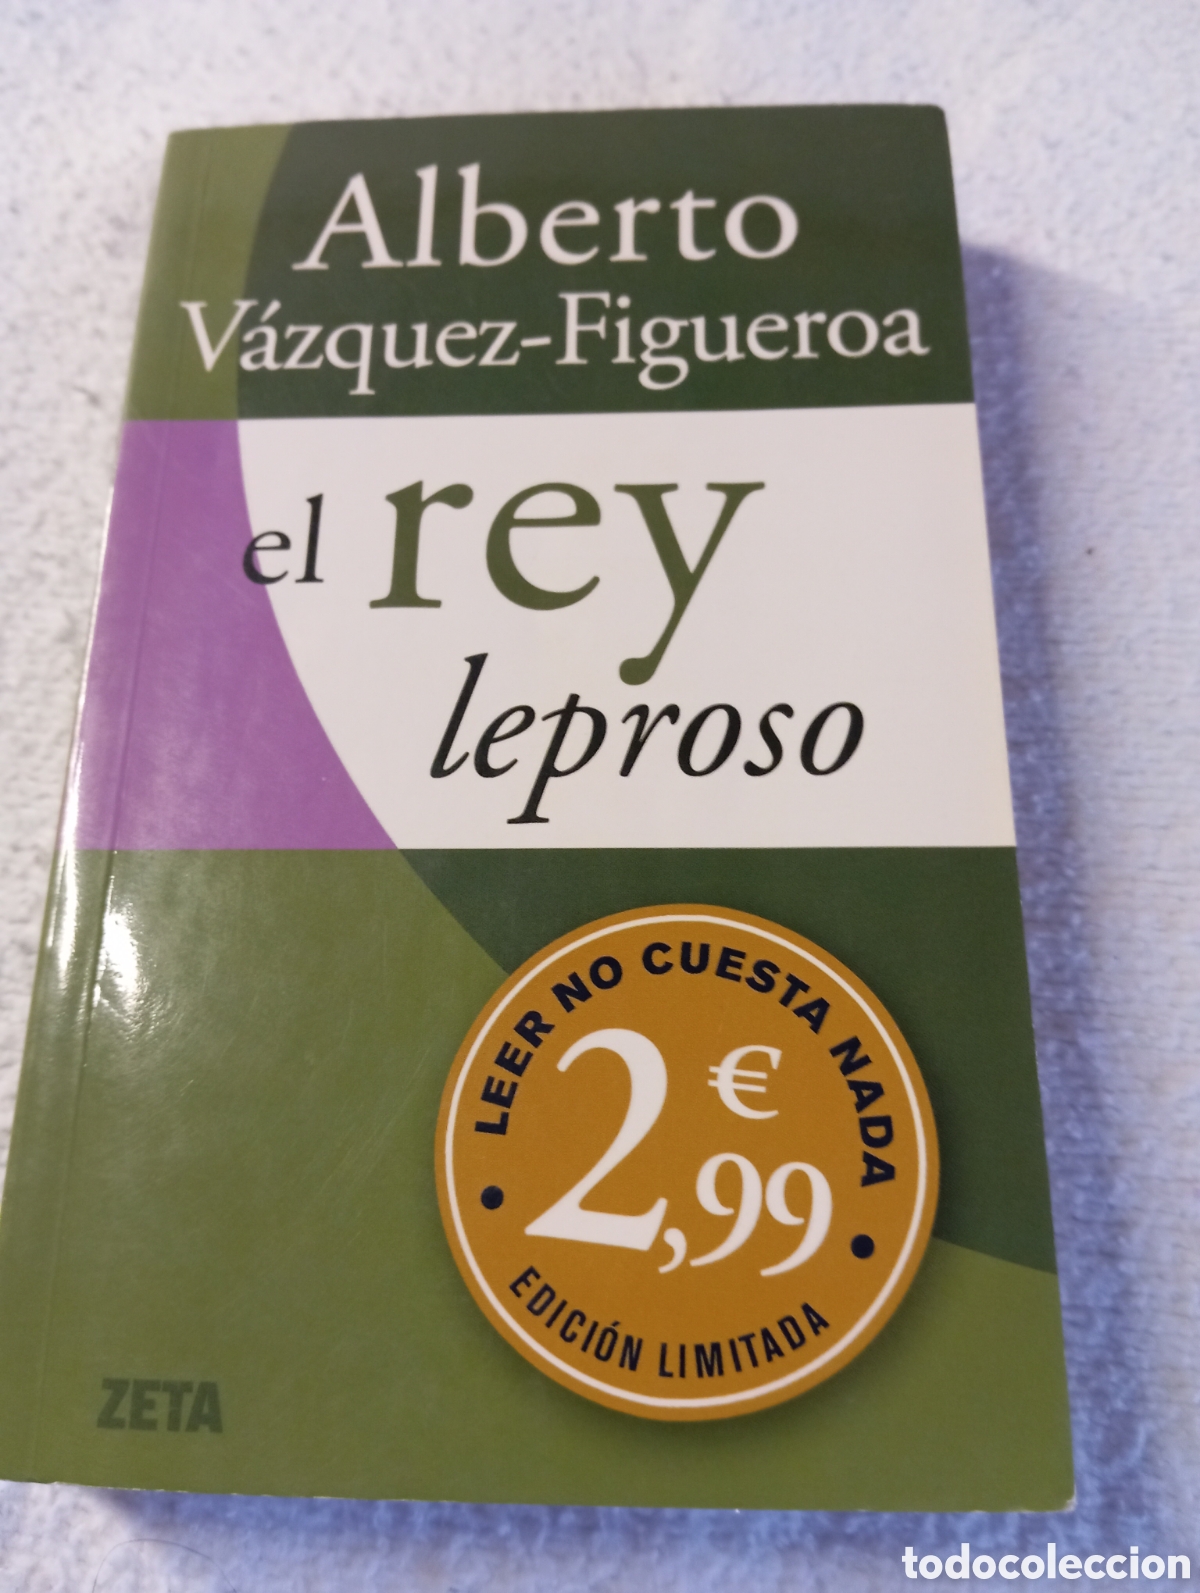 Alberto
Vázquez-Figueroa
el rey
leproso
LEER NO CUESTA NADA
2,99 €
EDICIÓN LIMITADA
ZETA
todocoleccion